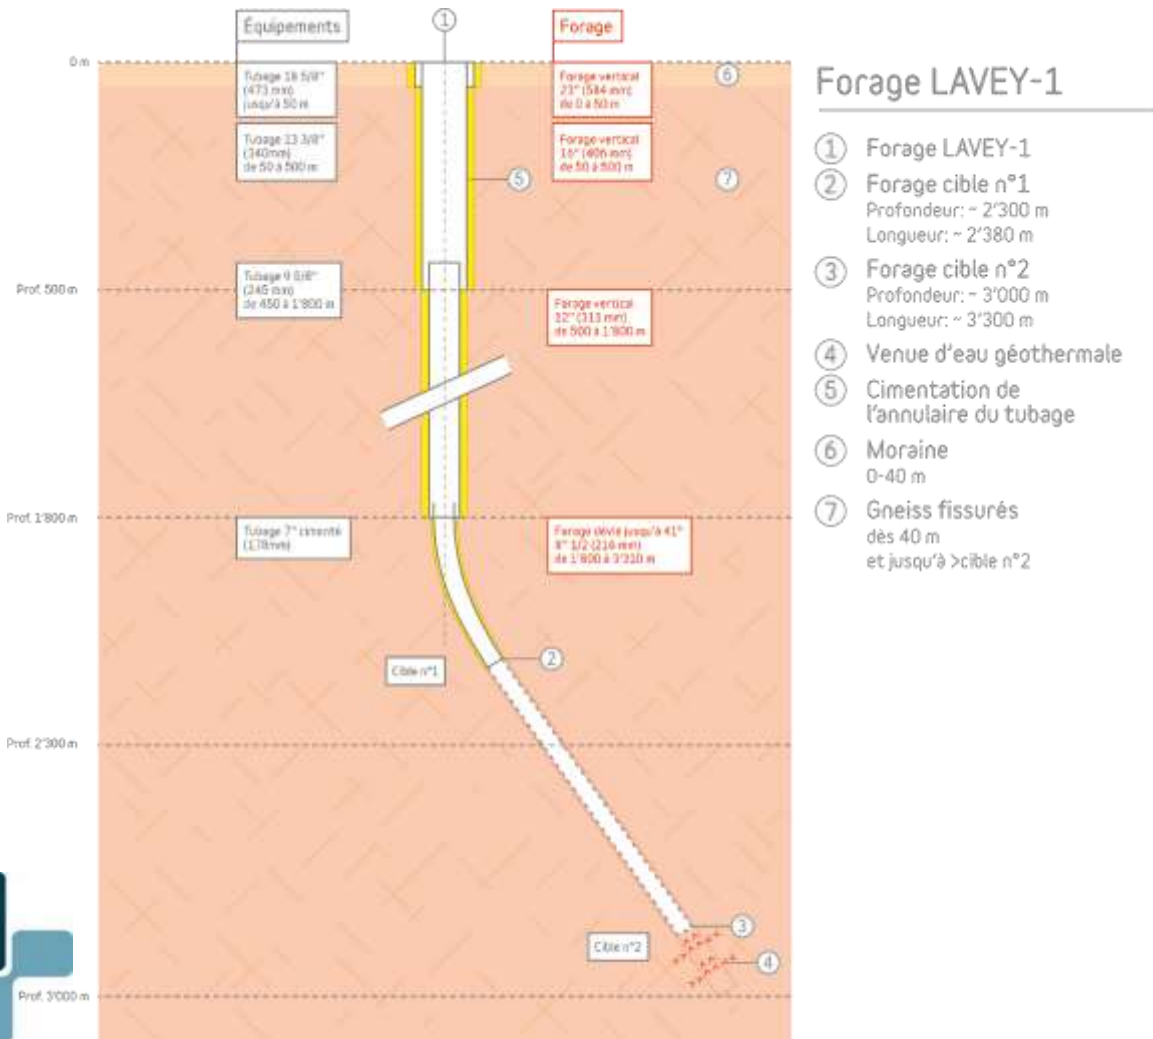 Équipements
1
Forage
0 m
Tubage 18 5/8"
(473 mm)
jusqu'à 50 m
Forage vertical
23" (584 mm)
de 0 à 50 m
6
Tubage 13 3/8"
(340mm)
de 50 à 500 m
Forage vertical
16" (406 mm)
de 50 à 500 m
5
7
Tubage 9 5/8"
(245 mm)
de 450 à 1'800 m
Prof. 500 m
Forage vertical
12" (311 mm)
de 500 à 1'800 m
Prof. 1'800 m
Tubage 7" cimenté
(178mm)
Forage dévié jusqu'à 41°
8" 1/2 (216 mm)
de 1'800 à 3'310 m
2
Cible n°1
Prof. 2'300 m
3
Cible n°2
4
Prof. 3'000 m
Forage LAVEY-1
1 Forage LAVEY-1
2 Forage cible n°1
Profondeur: ~ 2'300 m
Longueur: ~ 2'380 m
3 Forage cible n°2
Profondeur: ~ 3'000 m
Longueur: ~ 3'300 m
4 Venue d'eau géothermale
5 Cimentation de
l'annulaire du tubage
6 Moraine
0-40 m
7 Gneiss fissurés
dès 40 m
et jusqu'à >cible n°2